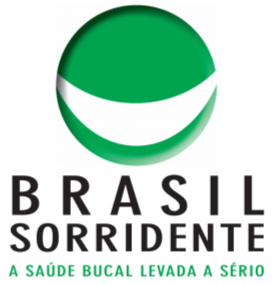 BRASIL
SORRIDENTE
A SAÚDE BUCAL LEVADA A SÉRIO